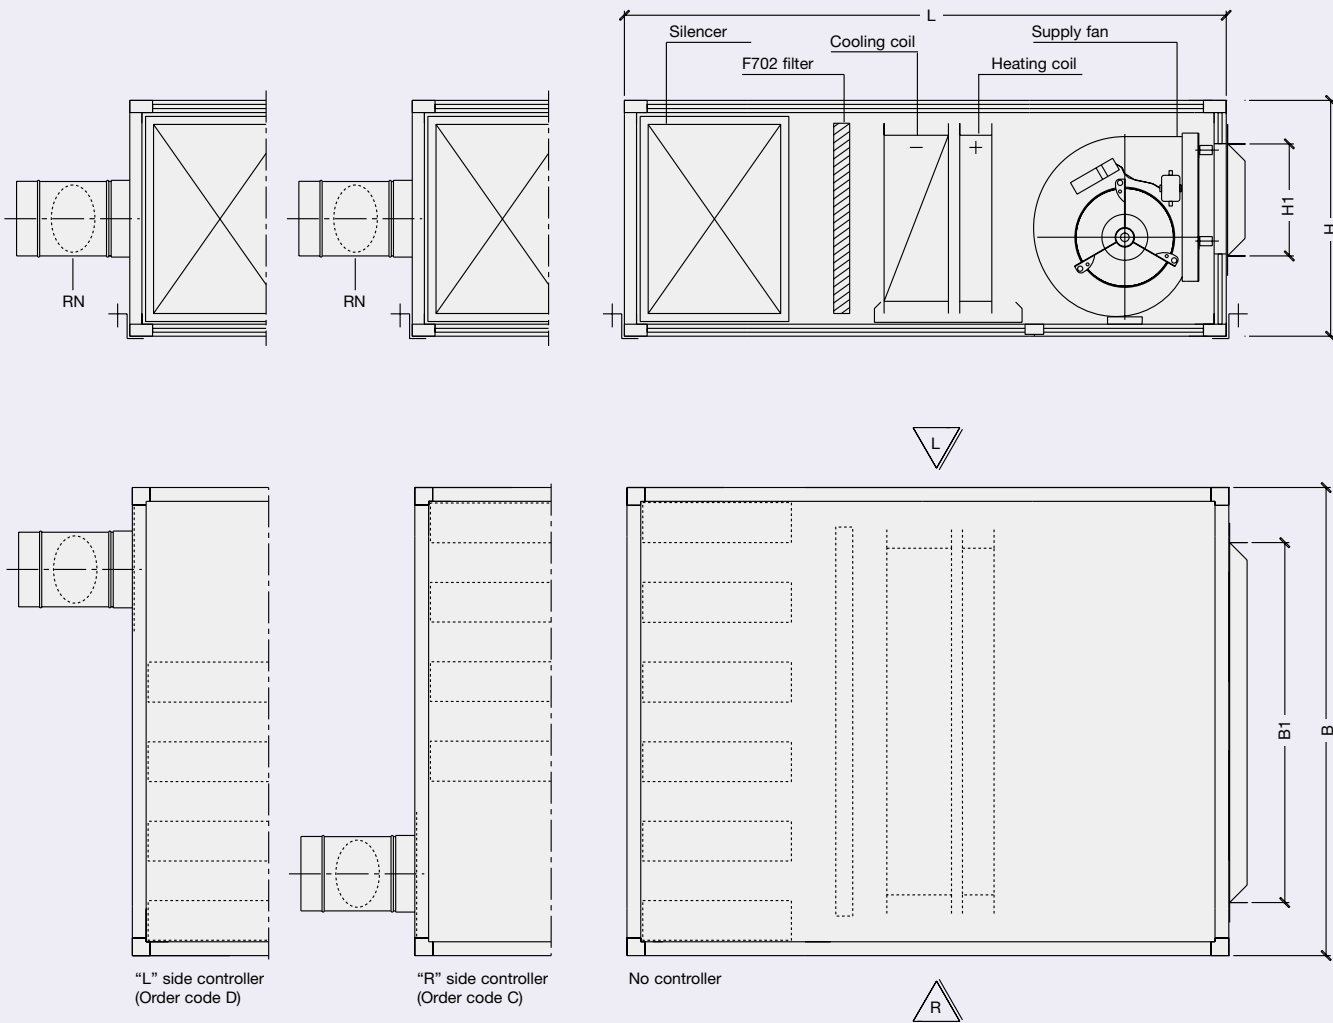 L
Silencer
Cooling coil
Supply fan
F702 filter
Heating coil
H1
H
RN
RN
L
B1
B
"L" side controller
(Order code D)
"R" side controller
(Order code C)
No controller
R